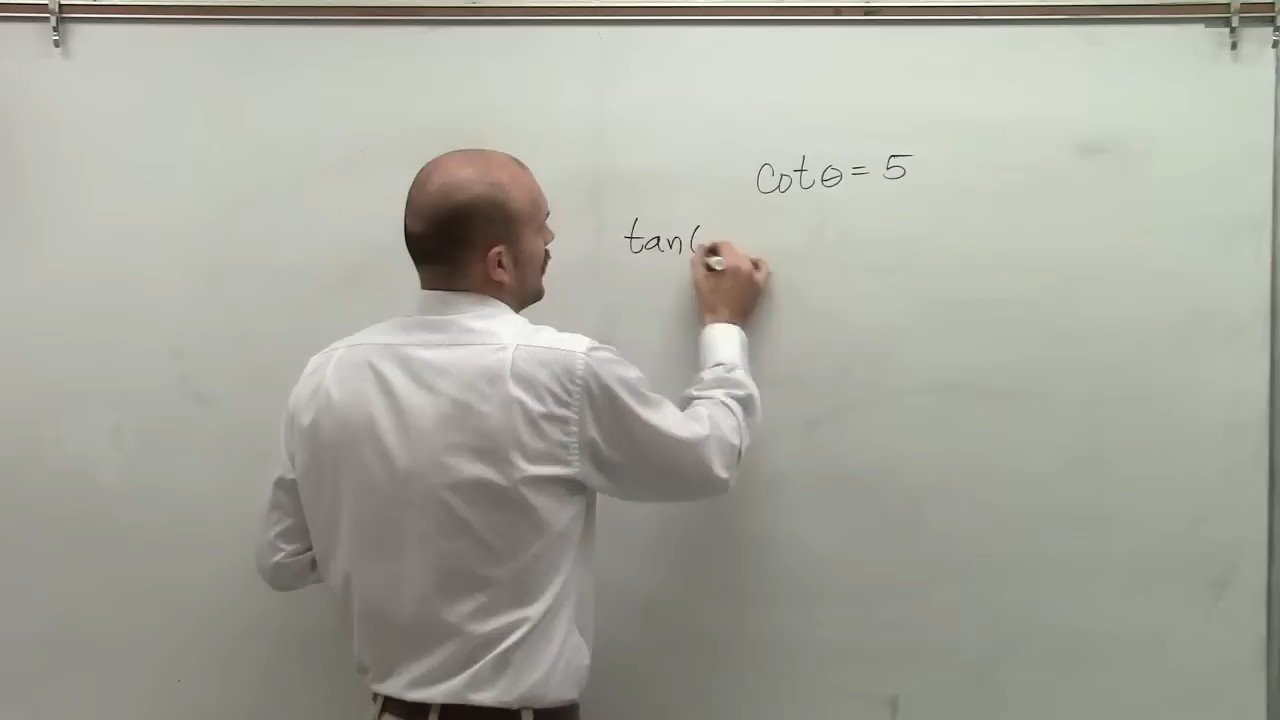 cot θ = 5
tan(